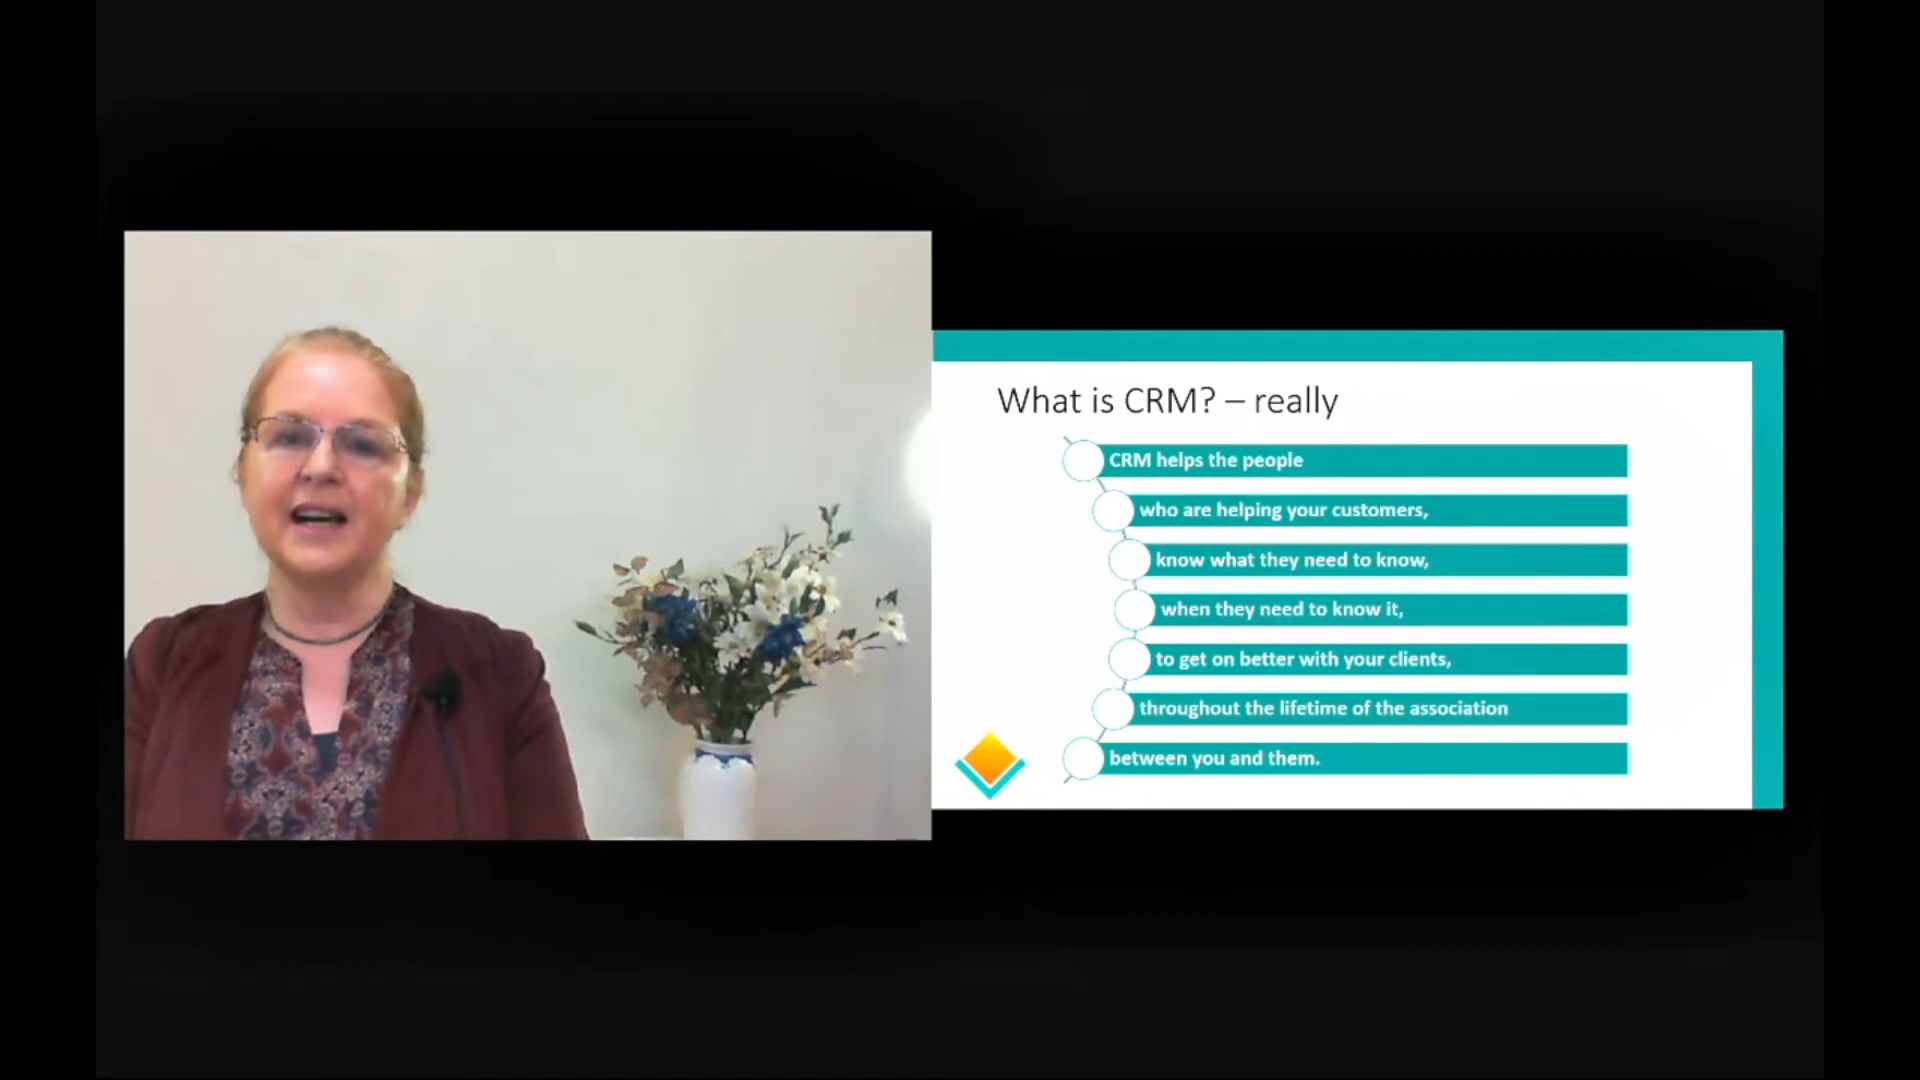 What is CRM? – really
CRM helps the people
who are helping your customers,
know what they need to know,
when they need to know it,
to get on better with your clients,
throughout the lifetime of the association
between you and them.